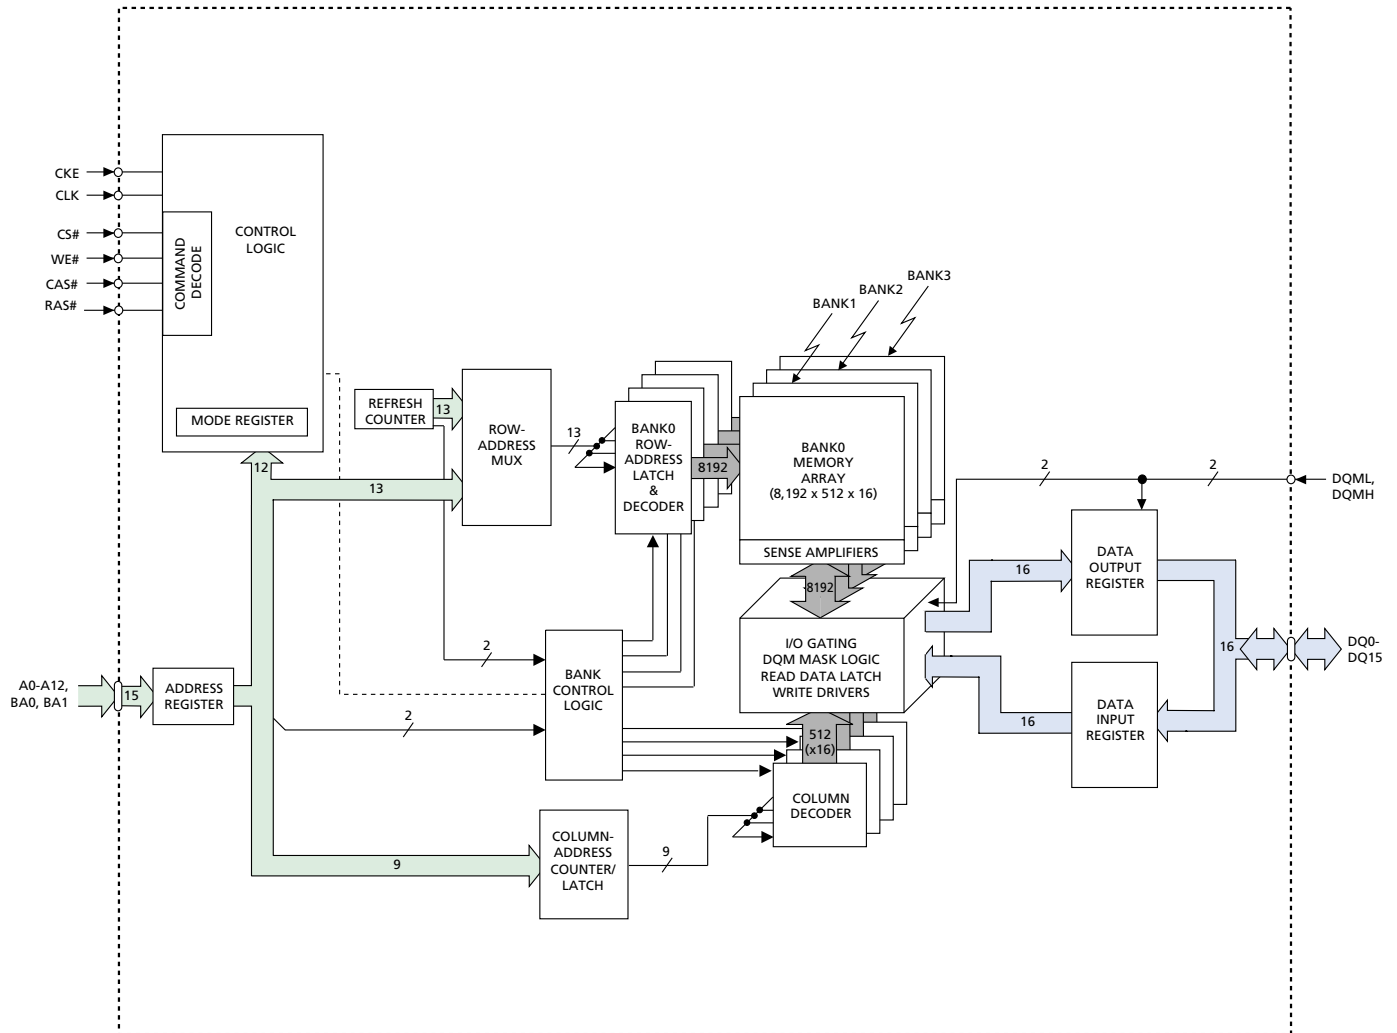 CKE
CLK
CS#
WE#
CAS#
RAS#
COMMAND
DECODE
CONTROL
LOGIC
MODE REGISTER
12
REFRESH
COUNTER
13
13
ROW-
ADDRESS
MUX
13
BANK0
ROW-
ADDRESS
LATCH
&
DECODER
8192
BANK1
BANK2
BANK3
BANK0
MEMORY
ARRAY
(8,192 x 512 x 16)
SENSE AMPLIFIERS
8192
I/O GATING
DQM MASK LOGIC
READ DATA LATCH
WRITE DRIVERS
2
2
DQML,
DQMH
16
DATA
OUTPUT
REGISTER
16
DQ0-
DQ15
16
DATA
INPUT
REGISTER
A0-A12,
BA0, BA1
15
ADDRESS
REGISTER
2
2
BANK
CONTROL
LOGIC
512
(x16)
COLUMN
DECODER
9
COLUMN-
ADDRESS
COUNTER/
LATCH
9